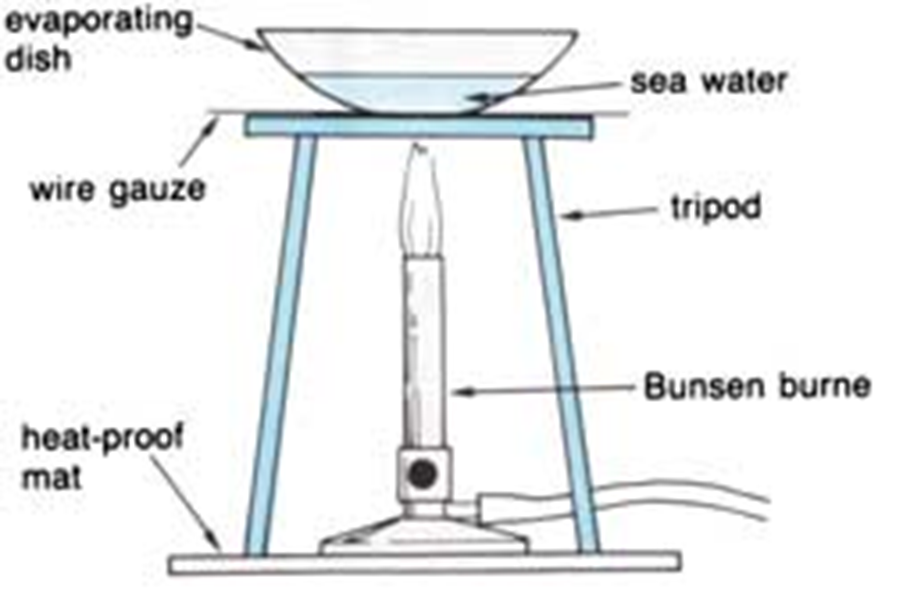 evaporating
dish
sea water
wire gauze
tripod
Bunsen burne
heat-proof
mat